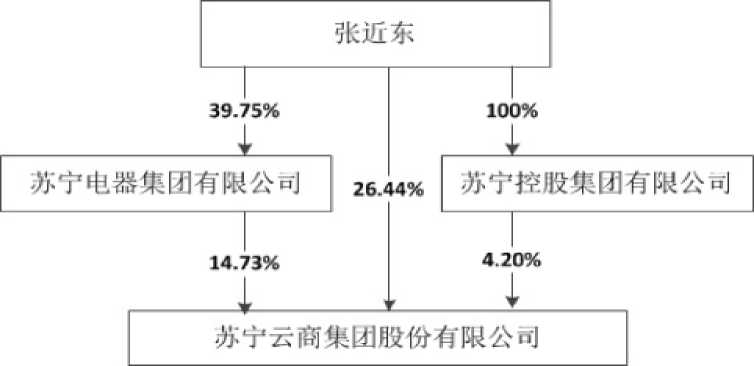 张近东
39.75%
100%
苏宁电器集团有限公司
26.44%
苏宁控股集团有限公司
14.73%
4.20%
苏宁云商集团股份有限公司